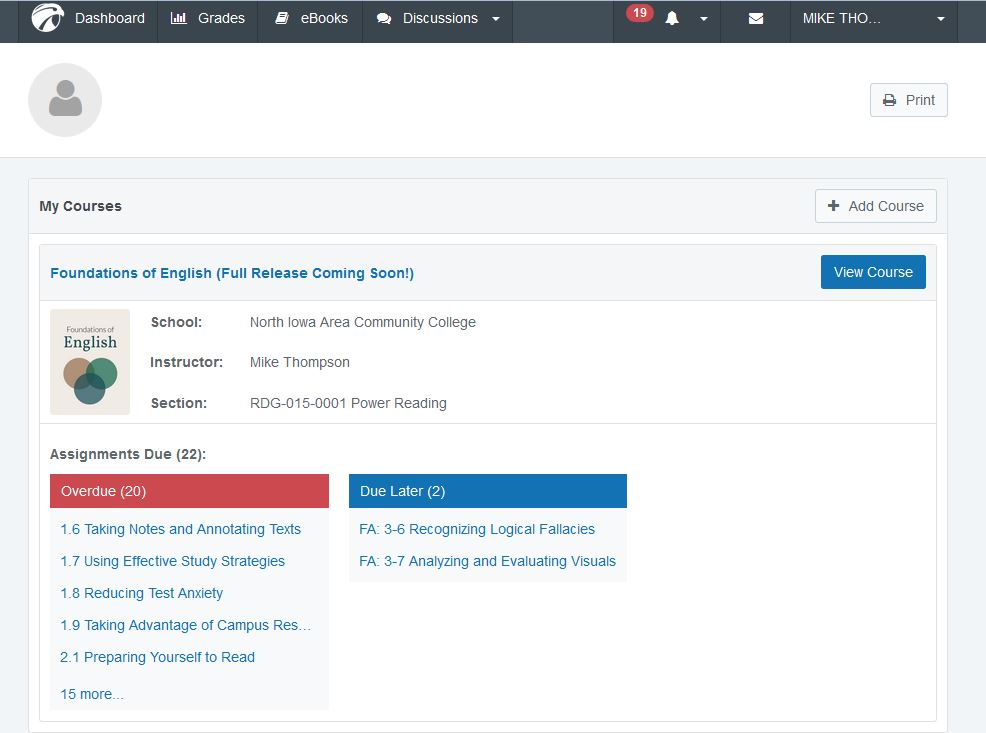 Dashboard Grades eBooks Discussions 19 MIKE THO...
Print
My Courses
Add Course
Foundations of English (Full Release Coming Soon!)
View Course
Foundations of
English
School: North Iowa Area Community College
Instructor: Mike Thompson
Section: RDG-015-0001 Power Reading
Assignments Due (22):
Overdue (20)
1.6 Taking Notes and Annotating Texts
1.7 Using Effective Study Strategies
1.8 Reducing Test Anxiety
1.9 Taking Advantage of Campus Res...
2.1 Preparing Yourself to Read
15 more...
Due Later (2)
FA: 3-6 Recognizing Logical Fallacies
FA: 3-7 Analyzing and Evaluating Visuals